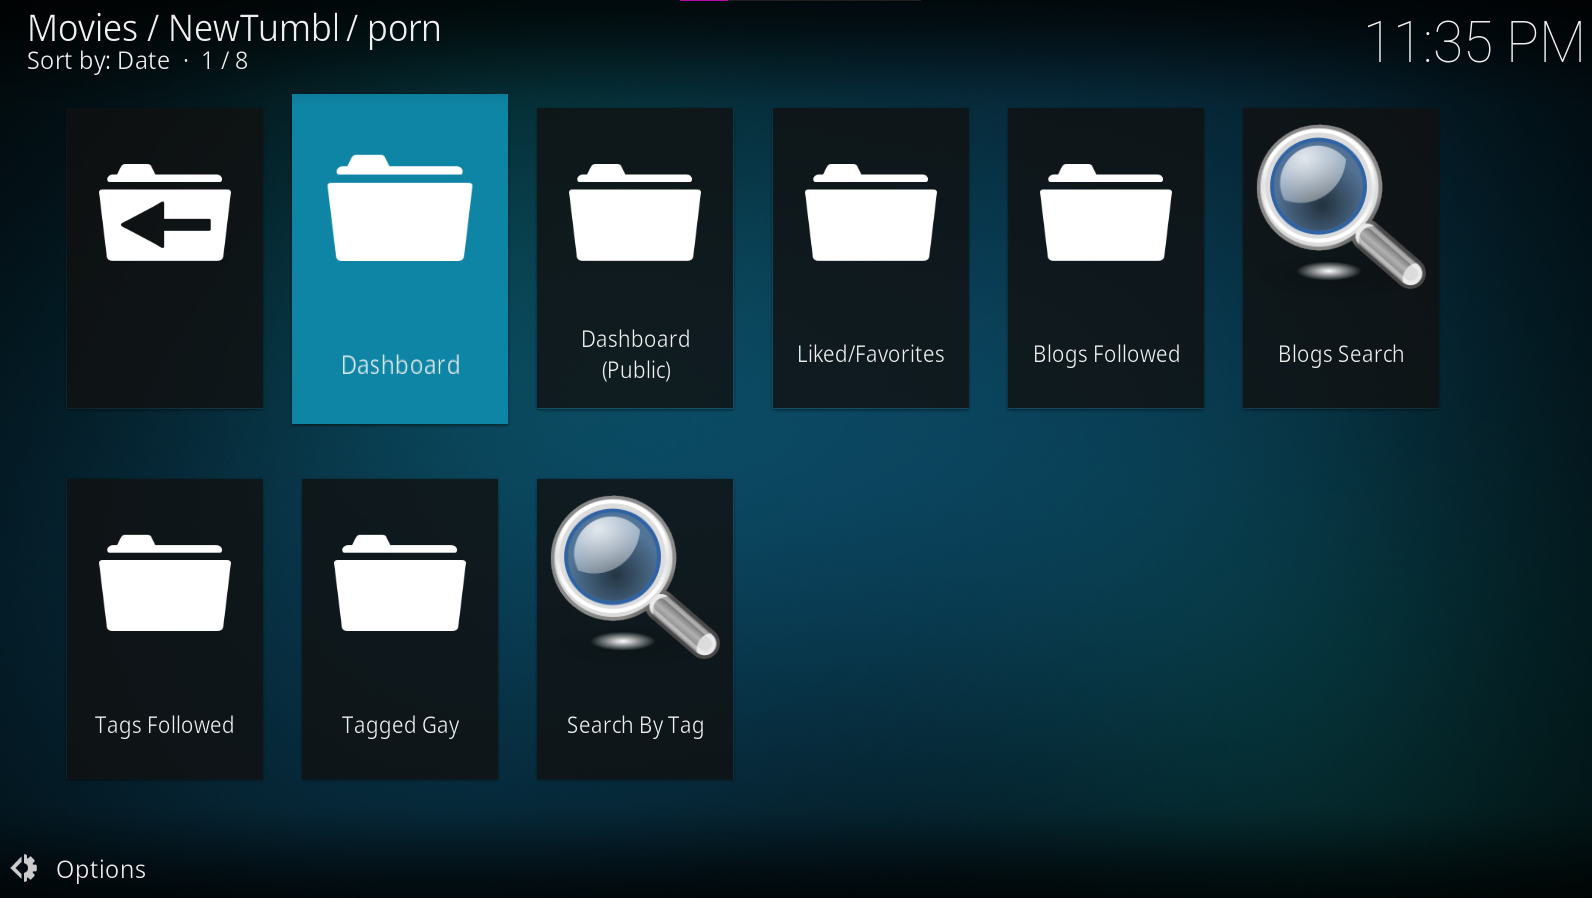 Movies / NewTumbl / porn
Sort by: Date · 1 / 8
11:35 PM
Dashboard
Dashboard
(Public)
Liked/Favorites
Blogs Followed
Blogs Search
Tags Followed
Tagged Gay
Search By Tag
Options